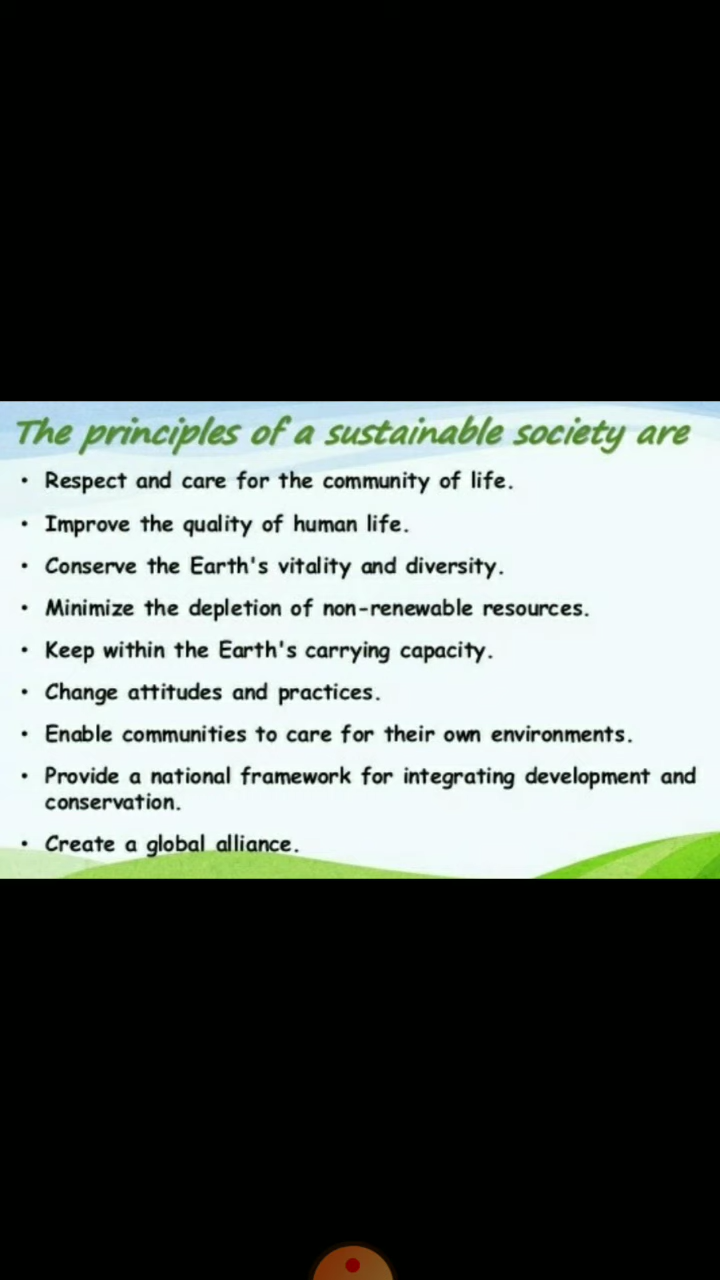 The principles of a sustainable society are
• Respect and care for the community of life.
• Improve the quality of human life.
• Conserve the Earth's vitality and diversity.
• Minimize the depletion of non-renewable resources.
• Keep within the Earth's carrying capacity.
• Change attitudes and practices.
• Enable communities to care for their own environments.
• Provide a national framework for integrating development and
conservation.
• Create a global alliance.